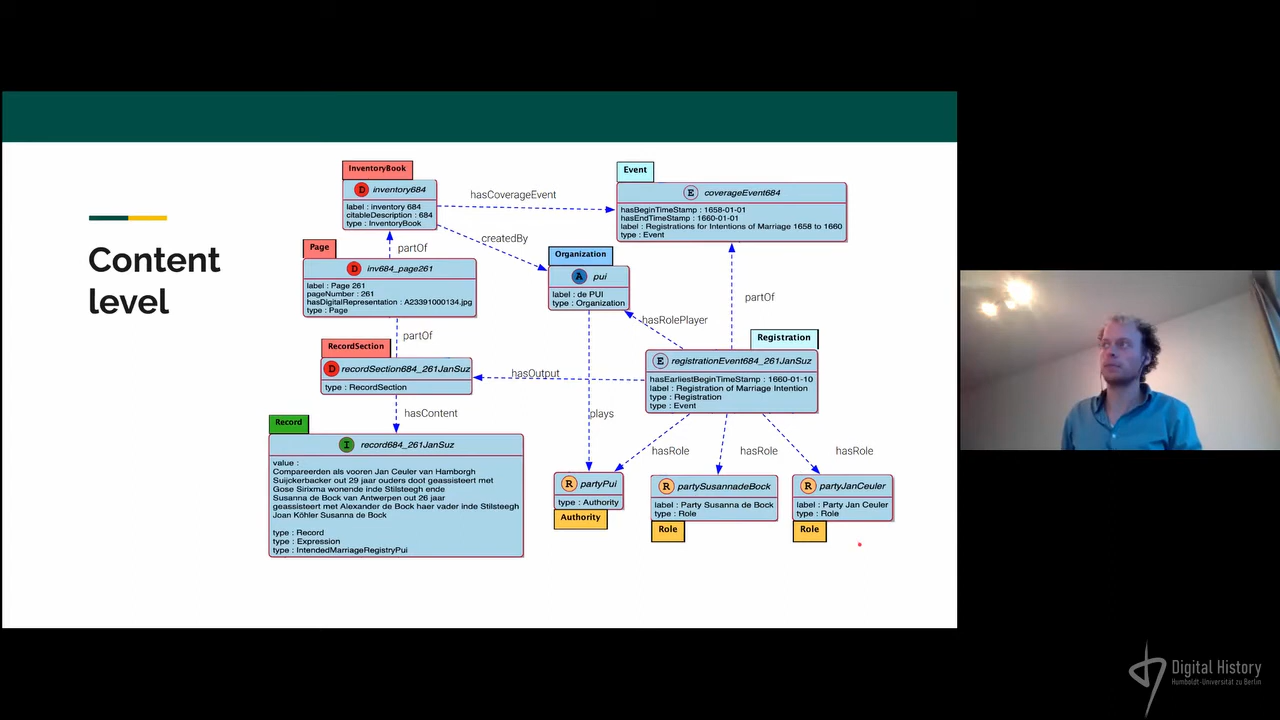 Content
level
InventoryBook
D inventory684
label : inventory 684
citableDescription : 684
type : InventoryBook
hasCoverageEvent
Event
E coverageEvent684
hasBeginTimeStamp : 1658-01-01
hasEndTimeStamp : 1660-01-01
label : Registrations for Intentions of Marriage 1658 to 1660
type : Event
createdBy
partOf
Page
D inv684_page261
label : Page 261
pageNumber : 261
hasDigitalRepresentation : A23391000134.jpg
type : Page
Organization
A pui
label : de PUI
type : Organization
partOf
hasRolePlayer
partOf
RecordSection
D recordSection684_261JanSuz
type : RecordSection
hasOutput
Registration
E registrationEvent684_261JanSuz
hasEarliestBeginTimeStamp : 1660-01-10
label : Registration of Marriage Intention
type : Registration
type : Event
hasContent
plays
hasRole
hasRole
hasRole
Record
I record684_261JanSuz
value :
Compareerden als vooren Jan Ceuler van Hamborgh
Suijckerbacker out 29 jaar ouders doot geassisteert met
Gose Sirixma wonende inde Stilsteegh ende
Susanna de Bock van Antwerpen out 26 jaar
geassisteert met Alexander de Bock haer vader inde Stilsteegh
Joan Köhler Susanna de Bock
type : Record
type : Expression
type : IntendedMarriageRegistryPui
R partyPui
type : Authority
Authority
R partySusannadeBock
label : Party Susanna de Bock
type : Role
Role
R partyJanCeuler
label : Party Jan Ceuler
type : Role
Role
Digital History
Humboldt-Universität zu Berlin